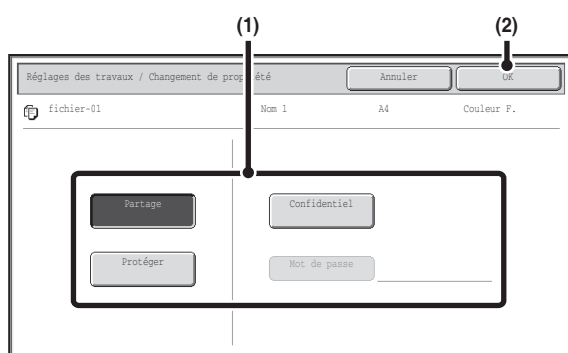 (1) (2)
Réglages des travaux / Changement de propriété Annuler OK
fichier-01 Nom 1 A4 Couleur F.
Partage Confidentiel
Protéger Mot de passe